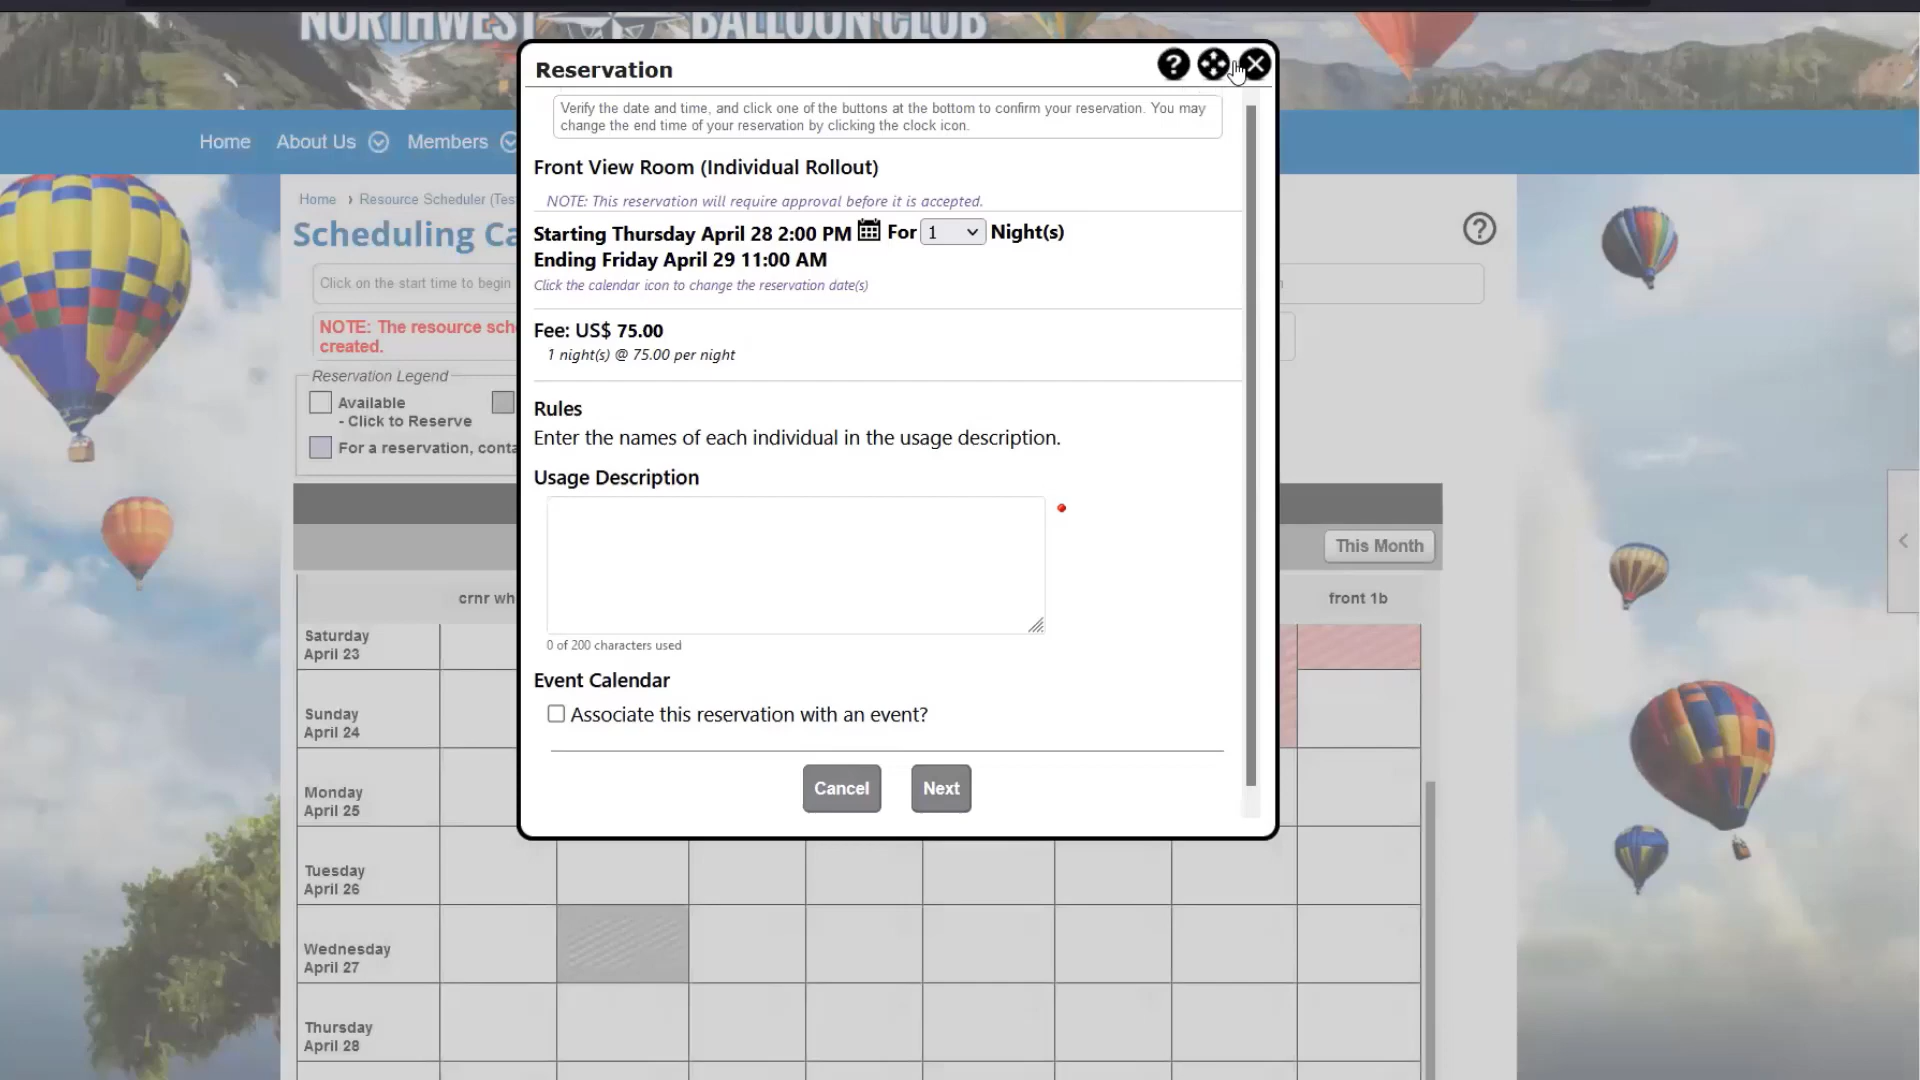 NORTHWEST BALLOON CLUB
Reservation
Verify the date and time, and click one of the buttons at the bottom to confirm your reservation. You may
change the end time of your reservation by clicking the clock icon.
Home About Us Members
Front View Room (Individual Rollout)
NOTE: This reservation will require approval before it is accepted.
Home › Resource Scheduler (Tes
Scheduling Ca
Starting Thursday April 28 2:00 PM For 1 Night(s)
Ending Friday April 29 11:00 AM
Click the calendar icon to change the reservation date(s)
Click on the start time to begin
NOTE: The resource sch
created.
Fee: US$ 75.00
1 night(s) @ 75.00 per night
Reservation Legend
Available
- Click to Reserve
For a reservation, conta
Rules
Enter the names of each individual in the usage description.
Usage Description
0 of 200 characters used
Event Calendar
Associate this reservation with an event?
Cancel Next
This Month
crnr wh
front 1b
Saturday
April 23
Sunday
April 24
Monday
April 25
Tuesday
April 26
Wednesday
April 27
Thursday
April 28